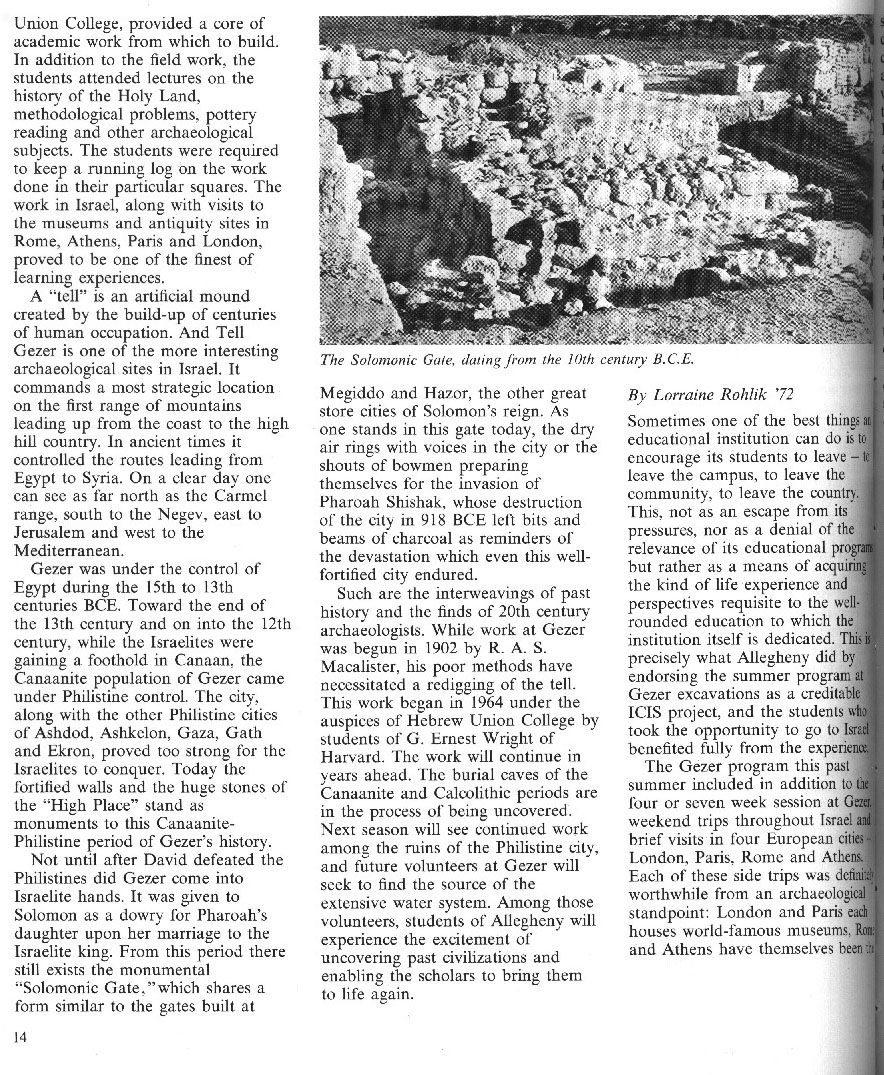 Union College, provided a core of
academic work from which to build.
In addition to the field work, the
students attended lectures on the
history of the Holy Land,
methodological problems, pottery
reading and other archaeological
subjects. The students were required
to keep a running log on the work
done in their particular squares. The
work in Israel, along with visits to
the museums and antiquity sites in
Rome, Athens, Paris and London,
proved to be one of the finest of
learning experiences.
A “tell” is an artificial mound
created by the build-up of centuries
of human occupation. And Tell
Gezer is one of the more interesting
archaeological sites in Israel. It
commands a most strategic location
on the first range of mountains
leading up from the coast to the high
hill country. In ancient times it
controlled the routes leading from
Egypt to Syria. On a clear day one
can see as far north as the Carmel
range, south to the Negev, east to
Jerusalem and west to the
Mediterranean.
Gezer was under the control of
Egypt during the 15th to 13th
centuries BCE. Toward the end of
the 13th century and on into the 12th
century, while the Israelites were
gaining a foothold in Canaan, the
Canaanite population of Gezer came
under Philistine control. The city,
along with the other Philistine cities
of Ashdod, Ashkelon, Gaza, Gath
and Ekron, proved too strong for the
Israelites to conquer. Today the
fortified walls and the huge stones of
the “High Place” stand as
monuments to this Canaanite-
Philistine period of Gezer's history.
Not until after David defeated the
Philistines did Gezer come into
Israelite hands. It was given to
Solomon as a dowry for Pharoah's
daughter upon her marriage to the
Israelite king. From this period there
still exists the monumental
“Solomonic Gate,” which shares a
form similar to the gates built at
14
The Solomonic Gate, dating from the 10th century B.C.E.
Megiddo and Hazor, the other great
store cities of Solomon's reign. As
one stands in this gate today, the dry
air rings with voices in the city or the
shouts of bowmen preparing
themselves for the invasion of
Pharoah Shishak, whose destruction
of the city in 918 BCE left bits and
beams of charcoal as reminders of
the devastation which even this well-
fortified city endured.
Such are the interweavings of past
history and the finds of 20th century
archaeologists. While work at Gezer
was begun in 1902 by R. A. S.
Macalister, his poor methods have
necessitated a redigging of the tell.
This work began in 1964 under the
auspices of Hebrew Union College by
students of G. Ernest Wright of
Harvard. The work will continue in
years ahead. The burial caves of the
Canaanite and Calcolithic periods are
in the process of being uncovered.
Next season will see continued work
among the ruins of the Philistine city,
and future volunteers at Gezer will
seek to find the source of the
extensive water system. Among those
volunteers, students of Allegheny will
experience the excitement of
uncovering past civilizations and
enabling the scholars to bring them
to life again.
By Lorraine Rohlik '72
Sometimes one of the best things an
educational institution can do is to
encourage its students to leave – to
leave the campus, to leave the
community, to leave the country.
This, not as an escape from its
pressures, nor as a denial of the
relevance of its educational programs
but rather as a means of acquiring
the kind of life experience and
perspectives requisite to the well-
rounded education to which the
institution itself is dedicated. This is
precisely what Allegheny did by
endorsing the summer program at
Gezer excavations as a creditable
ICIS project, and the students who
took the opportunity to go to Israel
benefited fully from the experience.
The Gezer program this past
summer included in addition to the
four or seven week session at Gezer,
weekend trips throughout Israel and
brief visits in four European cities –
London, Paris, Rome and Athens.
Each of these side trips was definitely
worthwhile from an archaeological
standpoint: London and Paris each
houses world-famous museums, Rome
and Athens have themselves been